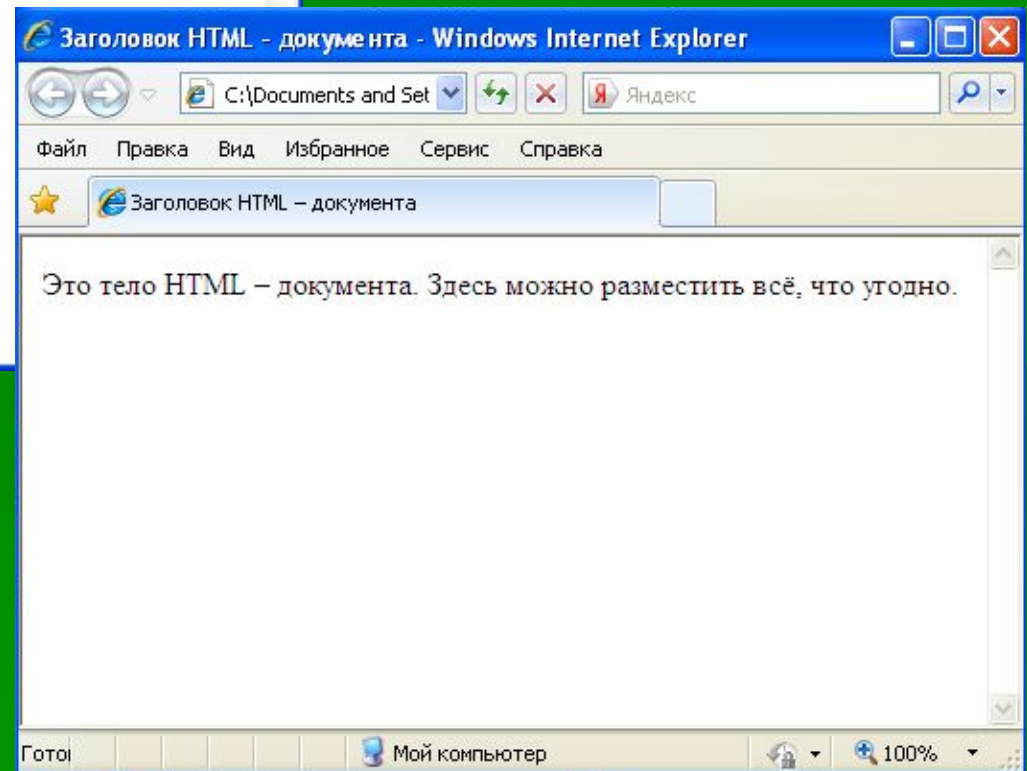 Заголовок HTML - документа - Windows Internet Explorer
C:\Documents and Set Я Яндекс
Файл Правка Вид Избранное Сервис Справка
Заголовок HTML – документа
Это тело HTML – документа. Здесь можно разместить всё, что угодно.
Гото Мой компьютер 100%